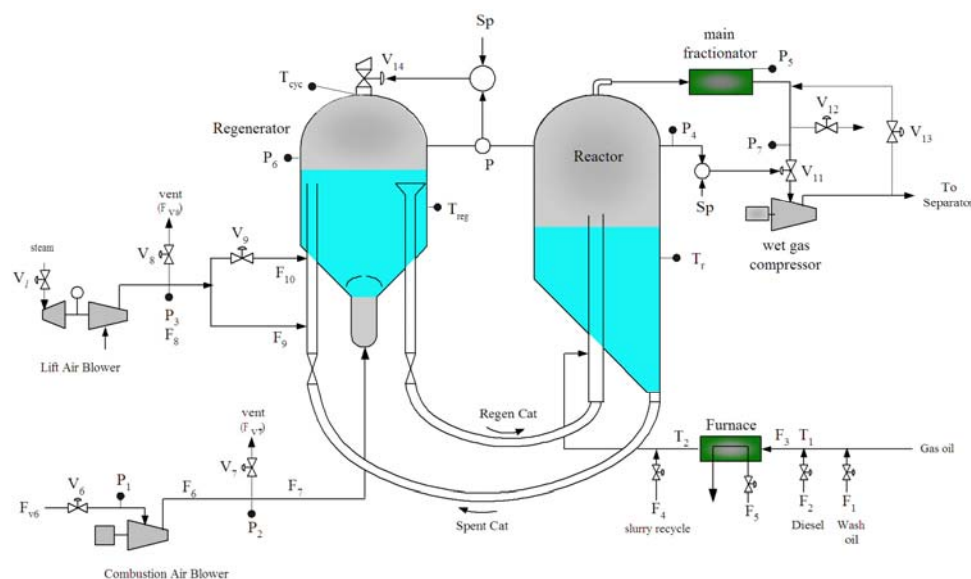 Sp
main
fractionator
P5
V14
Tcyc
V12
Regenerator
P4
P7
V13
P6
P
Reactor
V11
To
Separator
Sp
Treg
wet gas
compressor
vent
(FV8)
V9
V8
steam
F10
Tr
Vl
P3
F8
F9
Lift Air Blower
Regen Cat
Furnace
vent
(FV7)
T2
F3
T1
Gas oil
V7
V6
P1
F6
F7
Fv6
P2
F4
F5
F2
F1
Spent Cat
slurry recycle
Diesel
Wash
oil
Combustion Air Blower